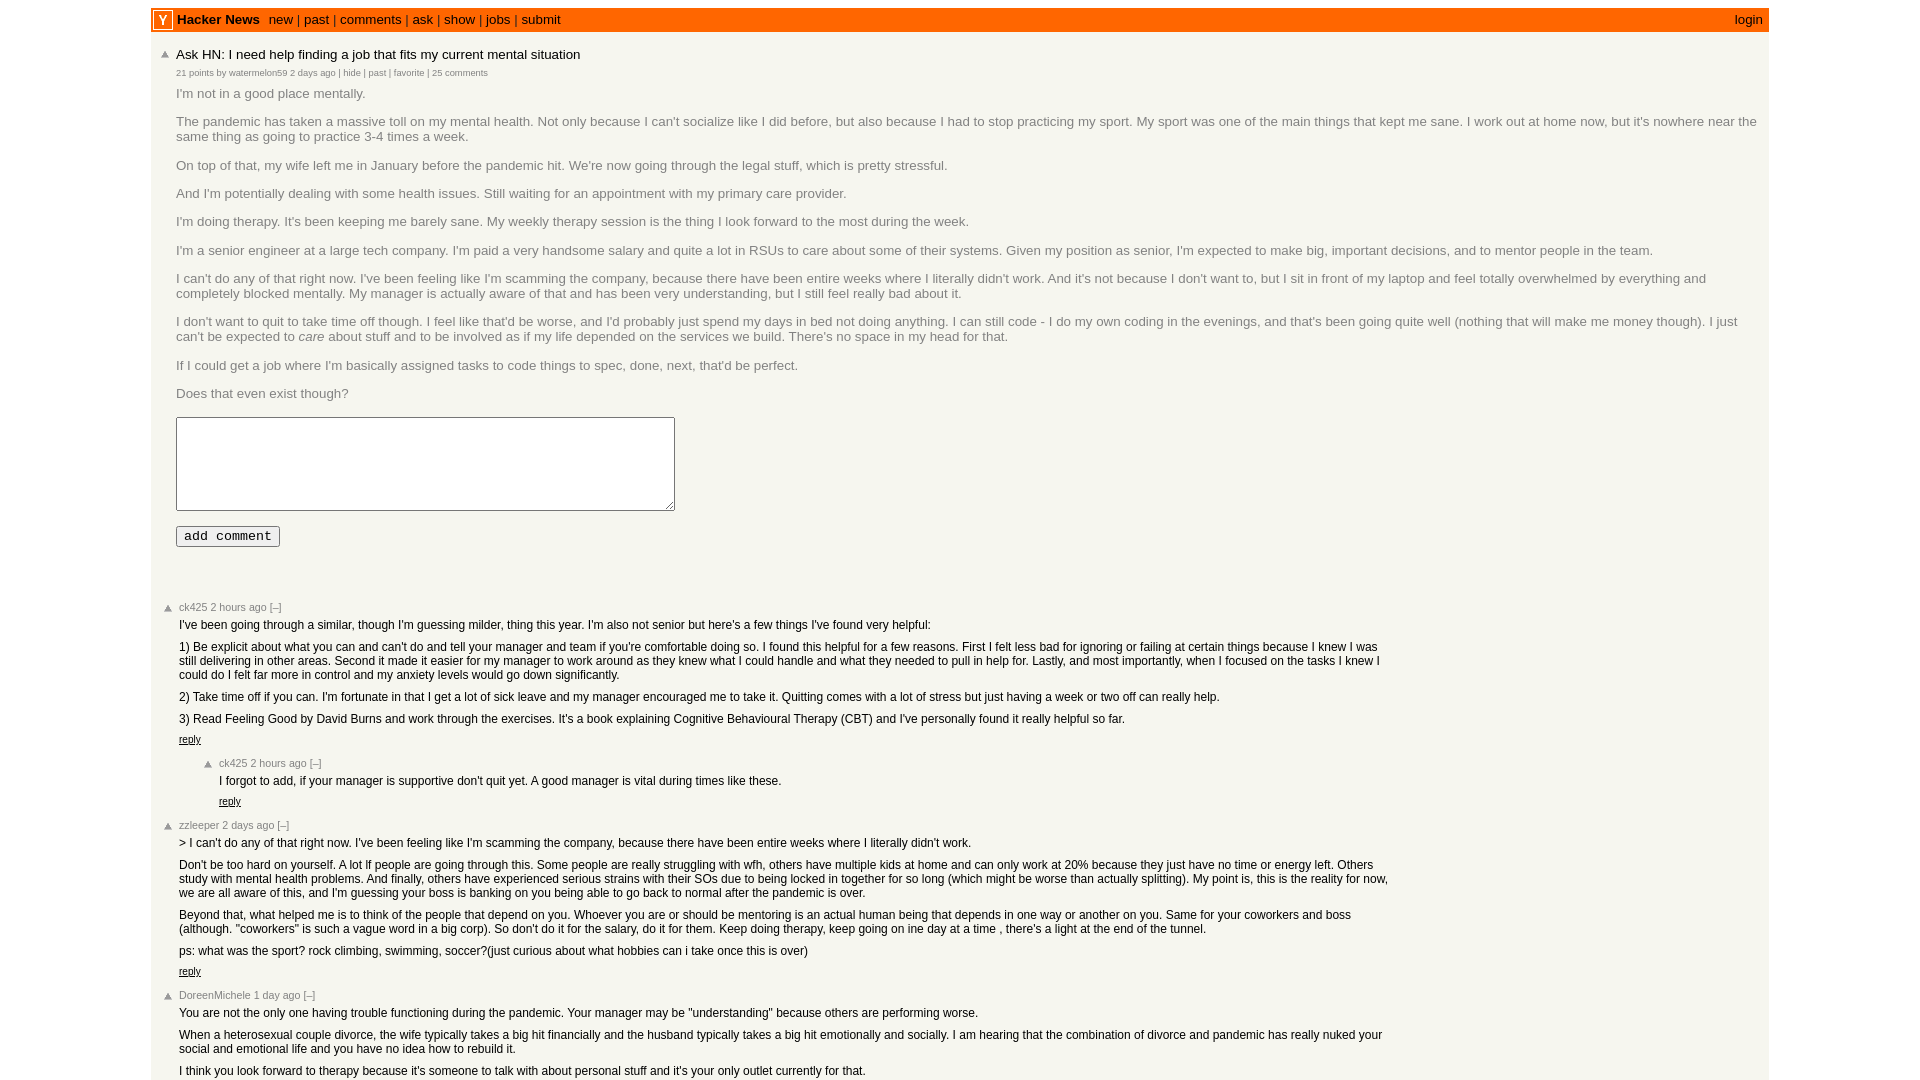 Y Hacker News new | past | comments | ask | show | jobs | submit login
Ask HN: I need help finding a job that fits my current mental situation
21 points by watermelon59 2 days ago | hide | past | favorite | 25 comments
I'm not in a good place mentally.
The pandemic has taken a massive toll on my mental health. Not only because I can't socialize like I did before, but also because I had to stop practicing my sport. My sport was one of the main things that kept me sane. I work out at home now, but it's nowhere near the
same thing as going to practice 3-4 times a week.
On top of that, my wife left me in January before the pandemic hit. We're now going through the legal stuff, which is pretty stressful.
And I'm potentially dealing with some health issues. Still waiting for an appointment with my primary care provider.
I'm doing therapy. It's been keeping me barely sane. My weekly therapy session is the thing I look forward to the most during the week.
I'm a senior engineer at a large tech company. I'm paid a very handsome salary and quite a lot in RSUs to care about some of their systems. Given my position as senior, I'm expected to make big, important decisions, and to mentor people in the team.
I can't do any of that right now. I've been feeling like I'm scamming the company, because there have been entire weeks where I literally didn't work. And it's not because I don't want to, but I sit in front of my laptop and feel totally overwhelmed by everything and
completely blocked mentally. My manager is actually aware of that and has been very understanding, but I still feel really bad about it.
I don't want to quit to take time off though. I feel like that'd be worse, and I'd probably just spend my days in bed not doing anything. I can still code - I do my own coding in the evenings, and that's been going quite well (nothing that will make me money though). I just
can't be expected to care about stuff and to be involved as if my life depended on the services we build. There's no space in my head for that.
If I could get a job where I'm basically assigned tasks to code things to spec, done, next, that'd be perfect.
Does that even exist though?
add comment
ck425 2 hours ago [–]
I've been going through a similar, though I'm guessing milder, thing this year. I'm also not senior but here's a few things I've found very helpful:
1) Be explicit about what you can and can't do and tell your manager and team if you're comfortable doing so. I found this helpful for a few reasons. First I felt less bad for ignoring or failing at certain things because I knew I was
still delivering in other areas. Second it made it easier for my manager to work around as they knew what I could handle and what they needed to pull in help for. Lastly, and most importantly, when I focused on the tasks I knew I
could do I felt far more in control and my anxiety levels would go down significantly.
2) Take time off if you can. I'm fortunate in that I get a lot of sick leave and my manager encouraged me to take it. Quitting comes with a lot of stress but just having a week or two off can really help.
3) Read Feeling Good by David Burns and work through the exercises. It's a book explaining Cognitive Behavioural Therapy (CBT) and I've personally found it really helpful so far.
reply
ck425 2 hours ago [–]
I forgot to add, if your manager is supportive don't quit yet. A good manager is vital during times like these.
reply
zzleeper 2 days ago [–]
> I can't do any of that right now. I've been feeling like I'm scamming the company, because there have been entire weeks where I literally didn't work.
Don't be too hard on yourself. A lot lf people are going through this. Some people are really struggling with wfh, others have multiple kids at home and can only work at 20% because they just have no time or energy left. Others
study with mental health problems. And finally, others have experienced serious strains with their SOs due to being locked in together for so long (which might be worse than actually splitting). My point is, this is the reality for now,
we are all aware of this, and I'm guessing your boss is banking on you being able to go back to normal after the pandemic is over.
Beyond that, what helped me is to think of the people that depend on you. Whoever you are or should be mentoring is an actual human being that depends in one way or another on you. Same for your coworkers and boss
(although. "coworkers" is such a vague word in a big corp). So don't do it for the salary, do it for them. Keep doing therapy, keep going on ine day at a time , there's a light at the end of the tunnel.
ps: what was the sport? rock climbing, swimming, soccer?(just curious about what hobbies can i take once this is over)
reply
DoreenMichele 1 day ago [–]
You are not the only one having trouble functioning during the pandemic. Your manager may be "understanding" because others are performing worse.
When a heterosexual couple divorce, the wife typically takes a big hit financially and the husband typically takes a big hit emotionally and socially. I am hearing that the combination of divorce and pandemic has really nuked your
social and emotional life and you have no idea how to rebuild it.
I think you look forward to therapy because it's someone to talk with about personal stuff and it's your only outlet currently for that.